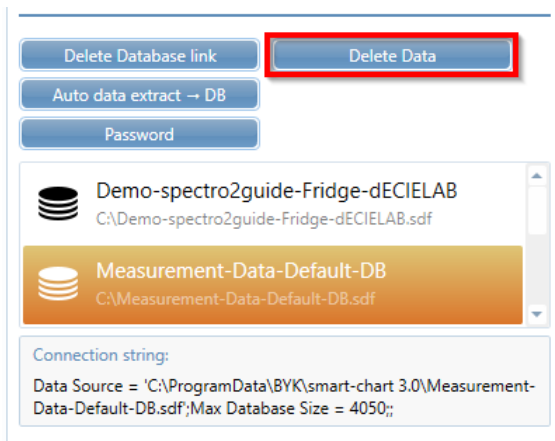 Delete Database link
Delete Data
Auto data extract → DB
Password
Demo-spectro2guide-Fridge-dECIELAB
C:\Demo-spectro2guide-Fridge-dECIELAB.sdf
Measurement-Data-Default-DB
C:\Measurement-Data-Default-DB.sdf
Connection string:
Data Source = 'C:\ProgramData\BYK\smart-chart 3.0\Measurement-
Data-Default-DB.sdf';Max Database Size = 4050;;